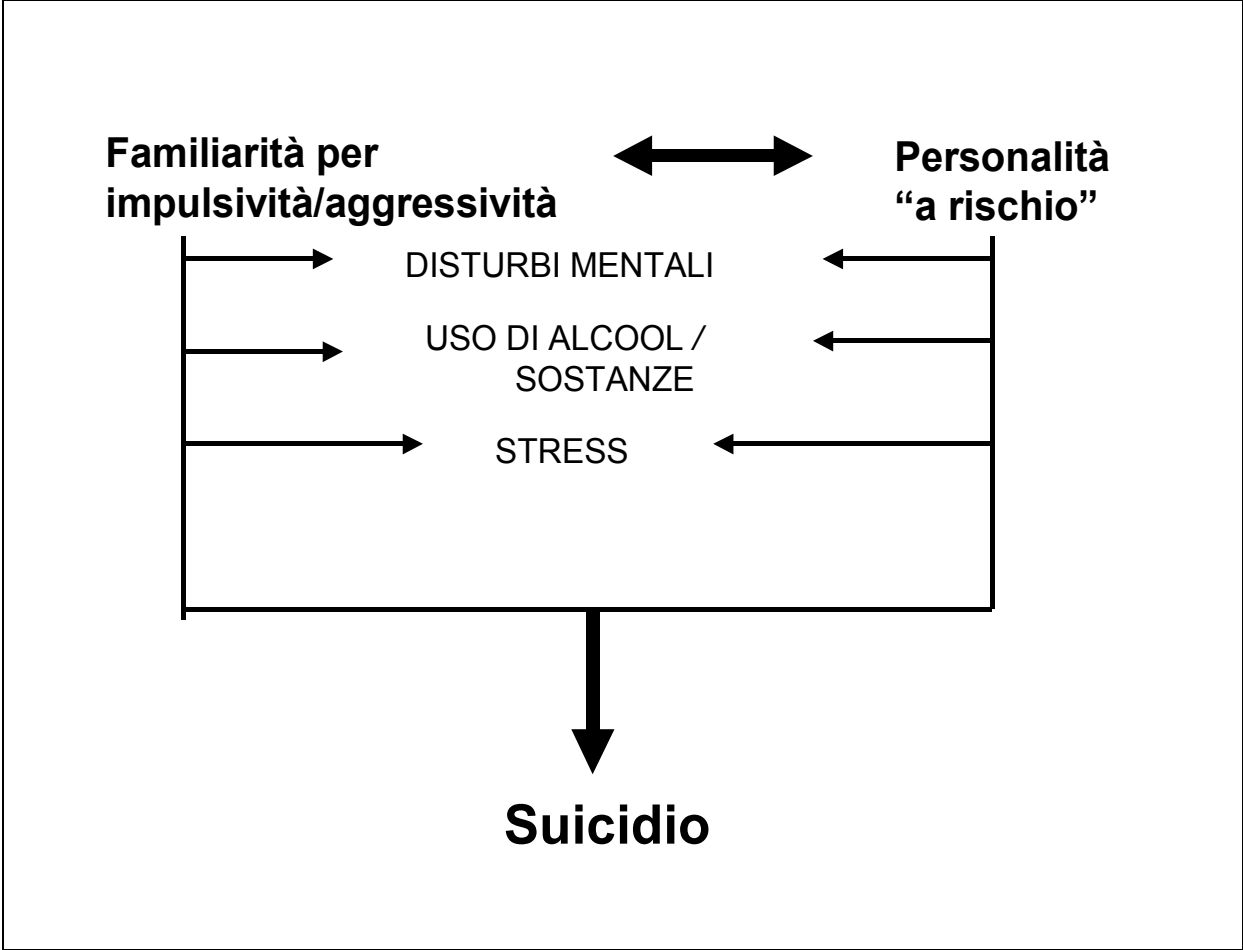 Familiarità per
impulsività/aggressività
Personalità
“a rischio”
DISTURBI MENTALI
USO DI ALCOOL /
SOSTANZE
STRESS
Suicidio